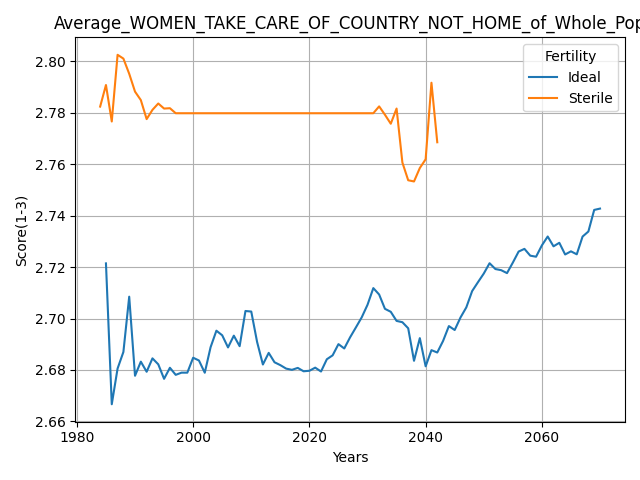 Average_WOMEN_TAKE_CARE_OF_COUNTRY_NOT_HOME_of_Whole_Pop
Fertility
Ideal
Sterile
Score(1-3)
2.80
2.78
2.76
2.74
2.72
2.70
2.68
2.66
1980 2000 2020 2040 2060
Years